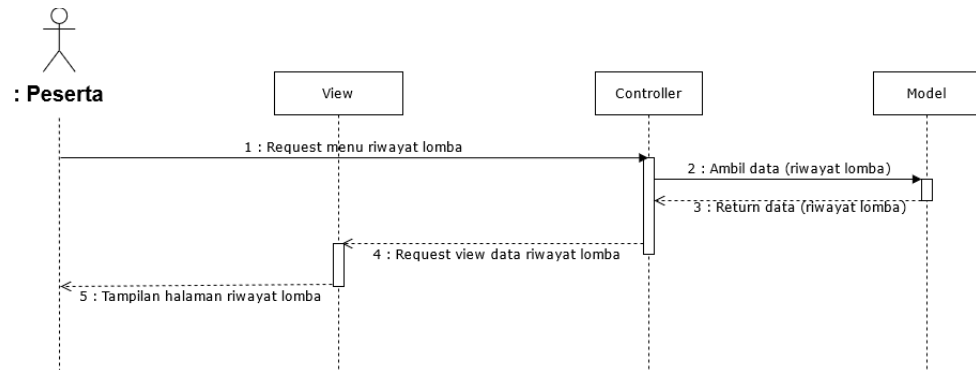 : Peserta
View
Controller
Model
1 : Request menu riwayat lomba
2 : Ambil data (riwayat lomba)
3 : Return data (riwayat lomba)
4 : Request view data riwayat lomba
5 : Tampilan halaman riwayat lomba